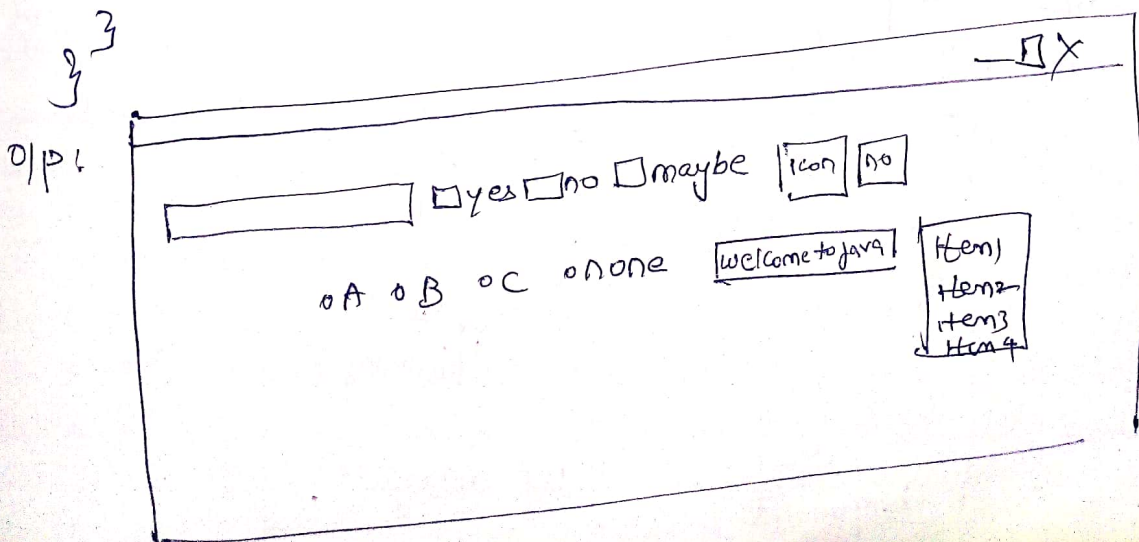 }
}
o/p:
_ □ X
yes no maybe icon no
A B C none welcome to java
Item1
Item2
item3
Item4